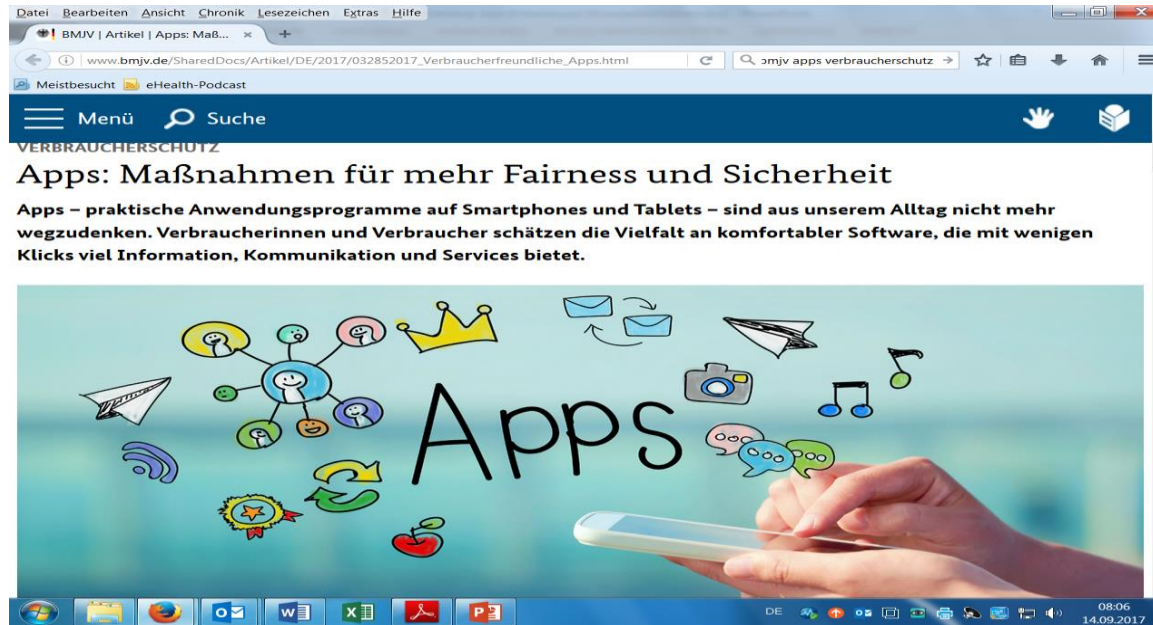 Datei Bearbeiten Ansicht Chronik Lesezeichen Extras Hilfe
BMJV | Artikel | Apps: Maß...
www.bmjv.de/SharedDocs/Artikel/DE/2017/032852017_Verbraucherfreundliche_Apps.html
apps verbraucherschutz
Meistbesucht eHealth-Podcast
Menü Suche
VERBRAUCHERSCHUTZ
Apps: Maßnahmen für mehr Fairness und Sicherheit
Apps – praktische Anwendungsprogramme auf Smartphones und Tablets – sind aus unserem Alltag nicht mehr
wegzudenken. Verbraucherinnen und Verbraucher schätzen die Vielfalt an komfortabler Software, die mit wenigen
Klicks viel Information, Kommunikation und Services bietet.
Apps
DE
08:06
14.09.2017